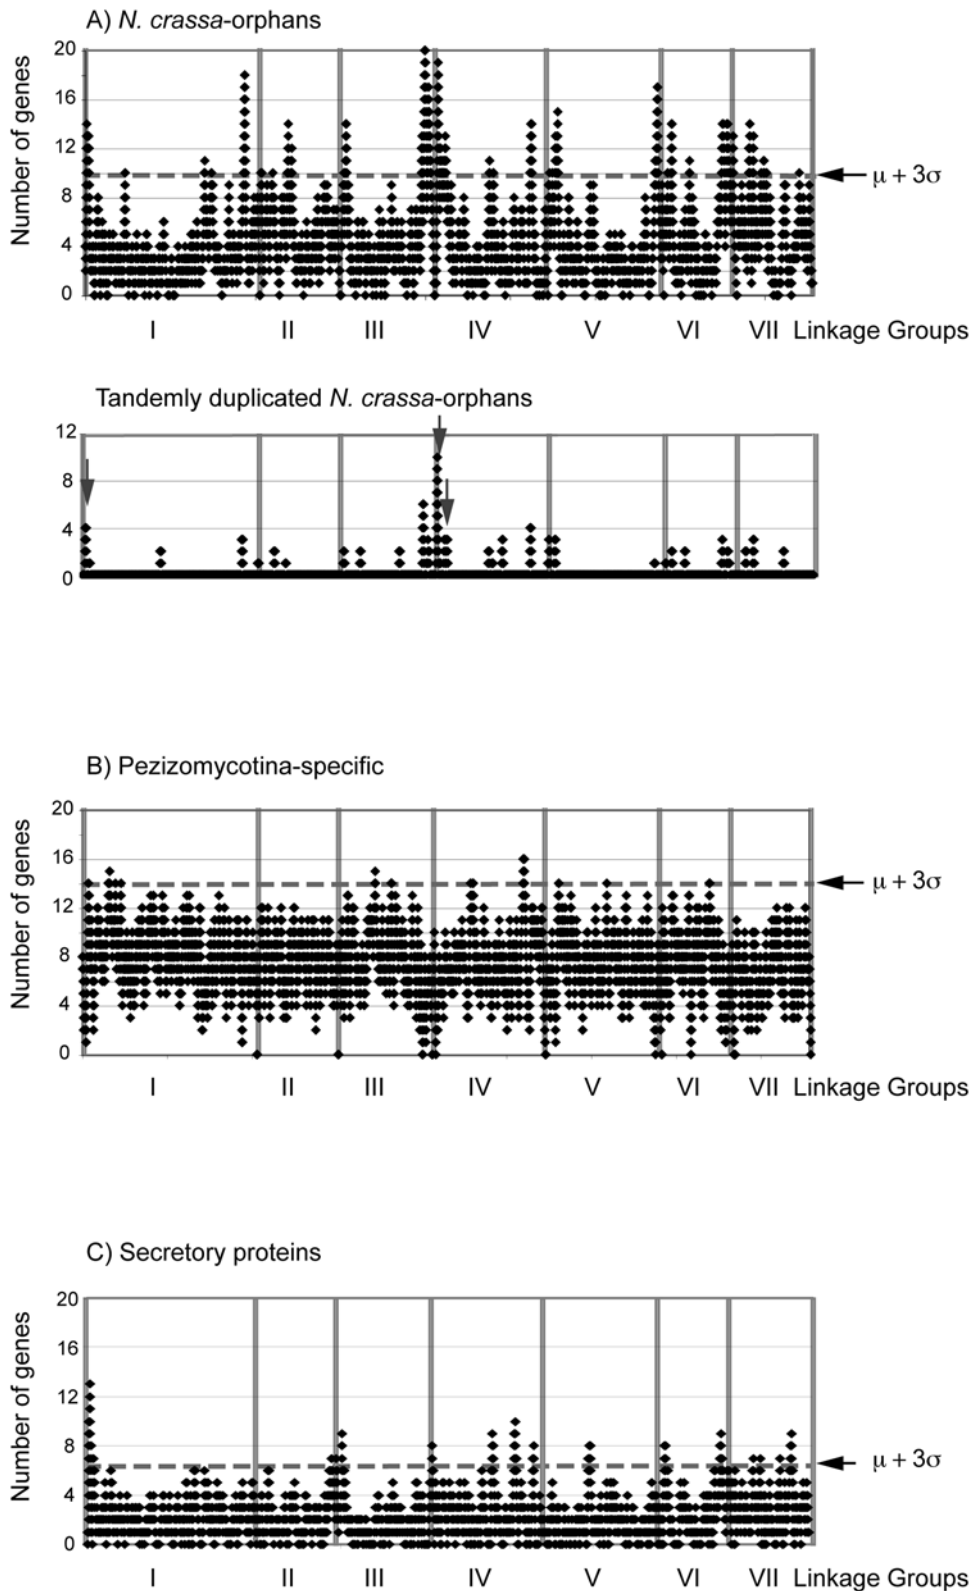 A) N. crassa-orphans
Number of genes
20
16
12
8
4
0
μ + 3σ
I II III IV V VI VII Linkage Groups
Tandemly duplicated N. crassa-orphans
12
8
4
0
B) Pezizomycotina-specific
Number of genes
20
16
12
8
4
0
μ + 3σ
I II III IV V VI VII Linkage Groups
C) Secretory proteins
Number of genes
20
16
12
8
4
0
μ + 3σ
I II III IV V VI VII Linkage Groups